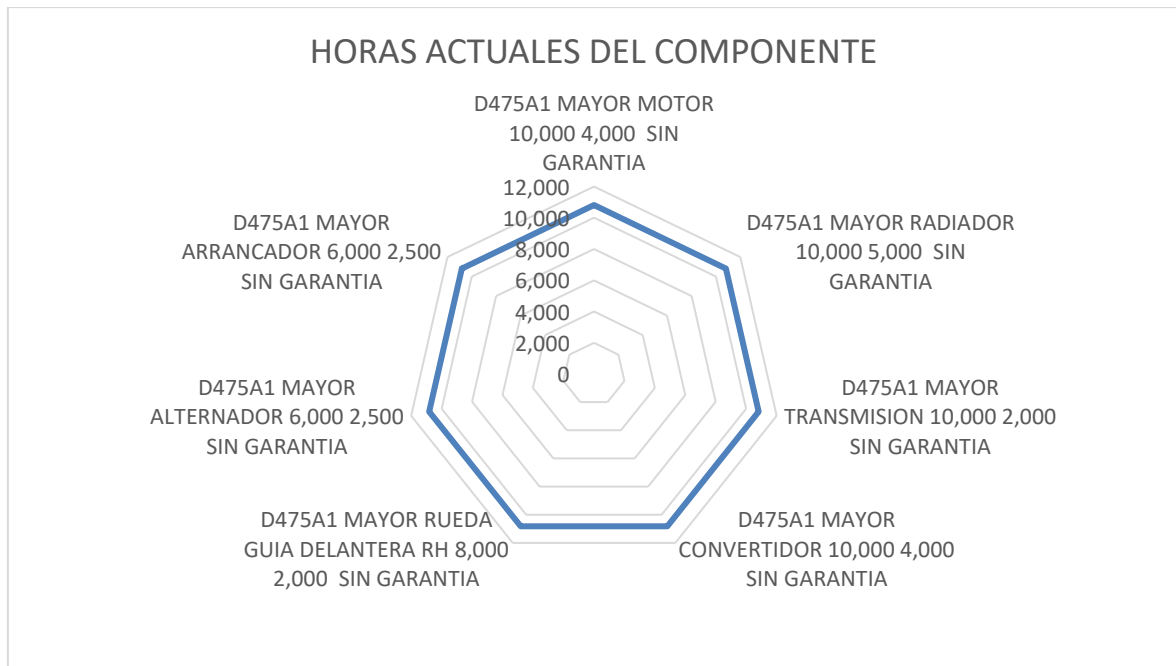 HORAS ACTUALES DEL COMPONENTE
D475A1 MAYOR MOTOR
10,000 4,000  SIN
GARANTIA
D475A1 MAYOR RADIADOR
10,000 5,000  SIN
GARANTIA
D475A1 MAYOR
TRANSMISION 10,000 2,000
SIN GARANTIA
D475A1 MAYOR
CONVERTIDOR 10,000 4,000
SIN GARANTIA
D475A1 MAYOR RUEDA
GUIA DELANTERA RH 8,000
2,000  SIN GARANTIA
D475A1 MAYOR
ALTERNADOR 6,000 2,500
SIN GARANTIA
D475A1 MAYOR
ARRANCADOR 6,000 2,500
SIN GARANTIA
12,000
10,000
8,000
6,000
4,000
2,000
0